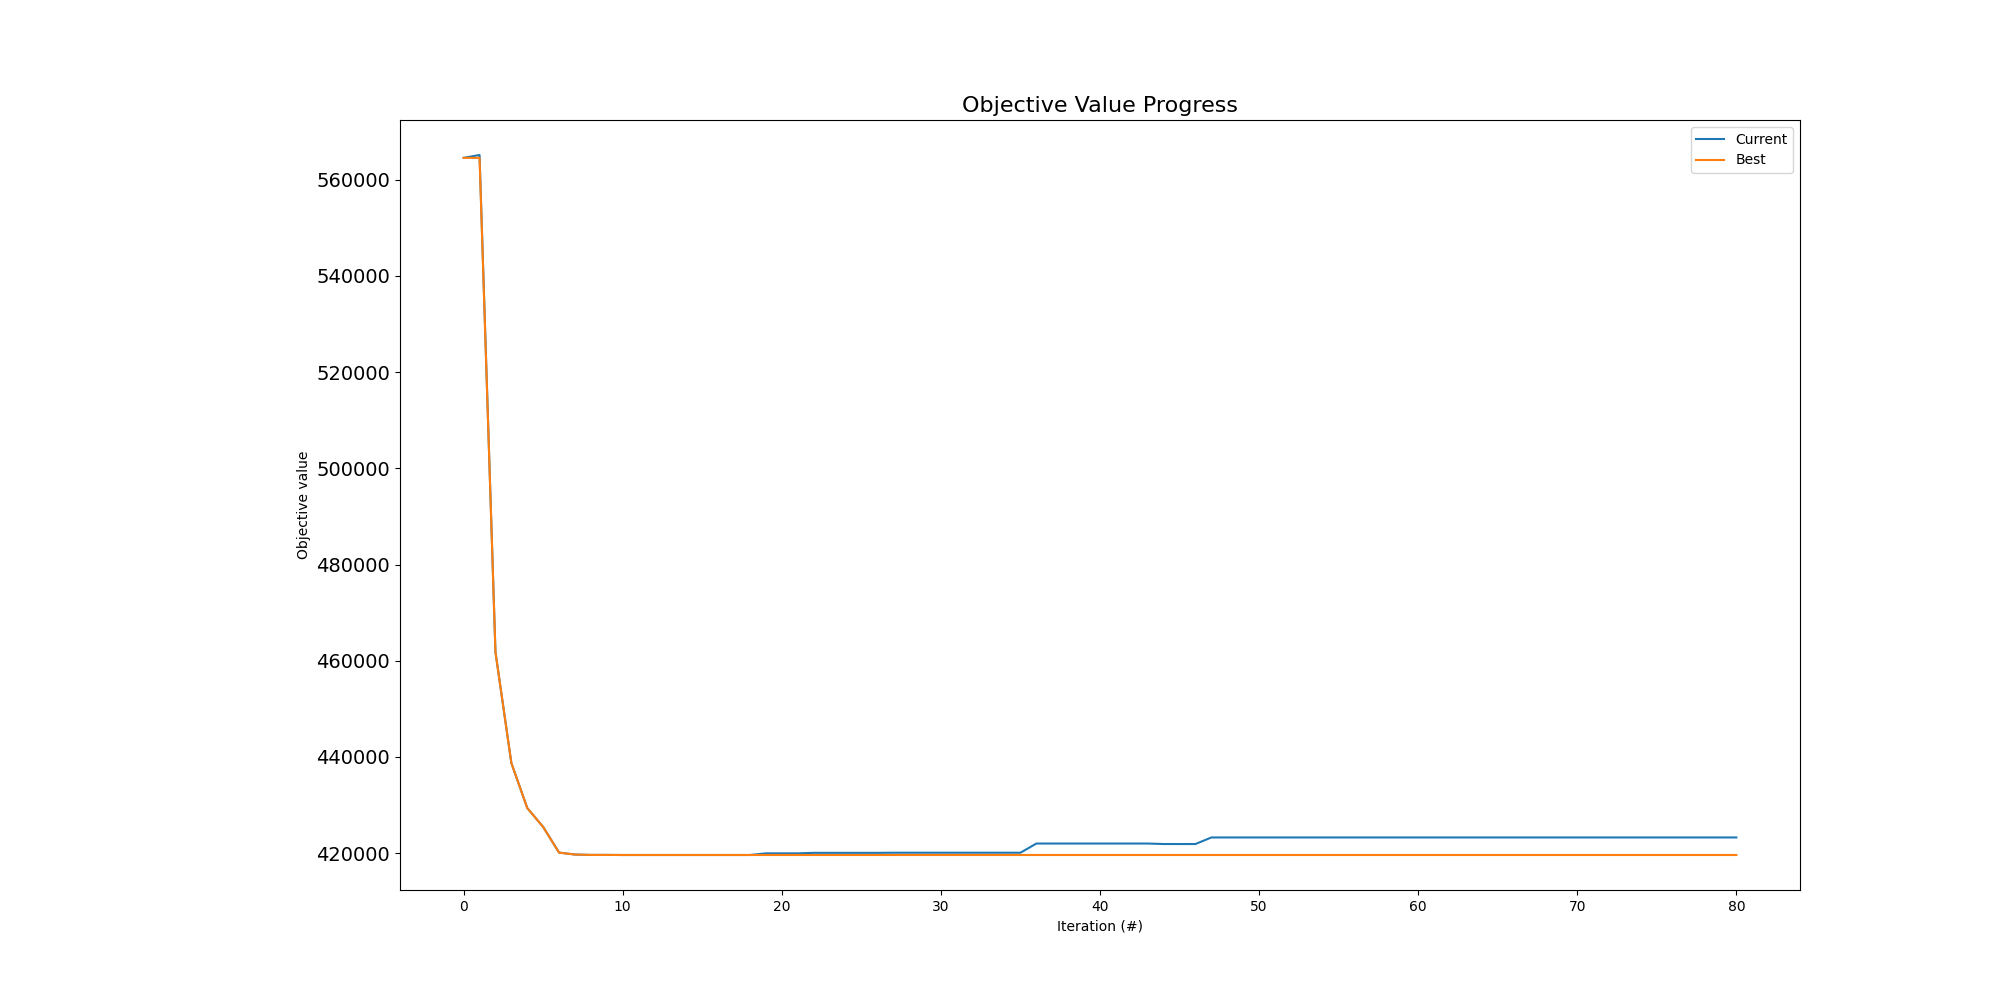 Objective Value Progress
Current
Best
560000
540000
520000
500000
480000
460000
440000
420000
Objective value
0 10 20 30 40 50 60 70 80
Iteration (#)